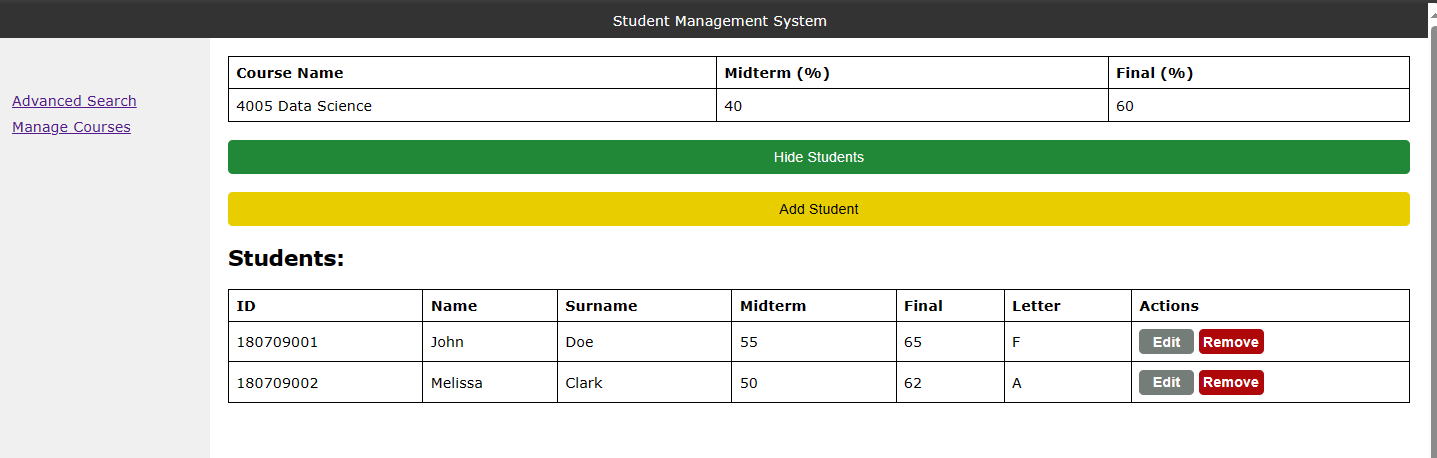 Student Management System
Advanced Search
Manage Courses
Course Name Midterm (%) Final (%)
4005 Data Science 40 60
Hide Students
Add Student
Students:
ID Name Surname Midterm Final Letter Actions
180709001 John Doe 55 65 F Edit Remove
180709002 Melissa Clark 50 62 A Edit Remove